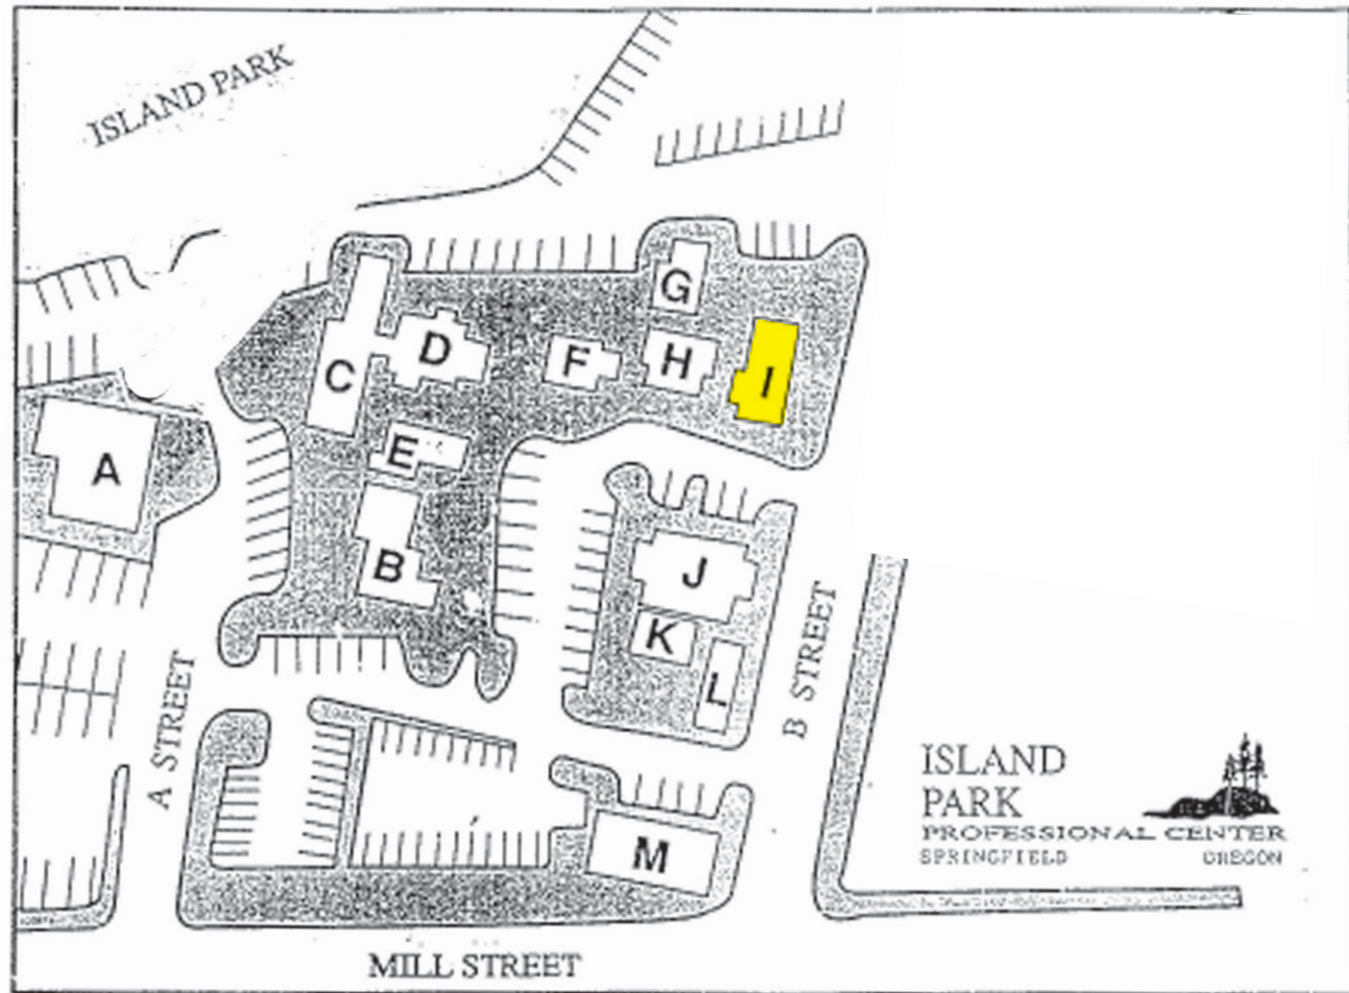 ISLAND PARK
G
D
F
H
C
I
E
A
B
J
K
L
A STREET
B STREET
M
ISLAND
PARK
PROFESSIONAL CENTER
SPRINGFIELD OREGON
MILL STREET